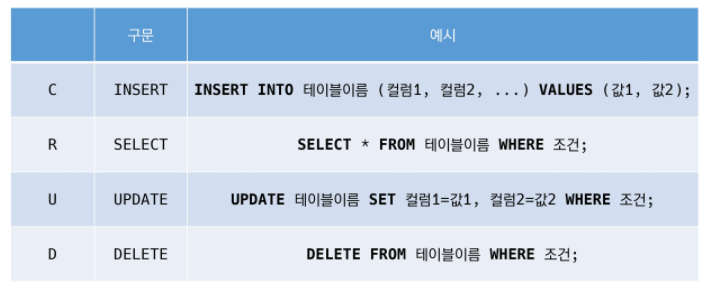 구문 예시
C INSERT INSERT INTO 테이블이름 (컬럼1, 컬럼2, ...) VALUES (값1, 값2);
R SELECT SELECT * FROM 테이블이름 WHERE 조건;
U UPDATE UPDATE 테이블이름 SET 컬럼1=값1, 컬럼2=값2 WHERE 조건;
D DELETE DELETE FROM 테이블이름 WHERE 조건;